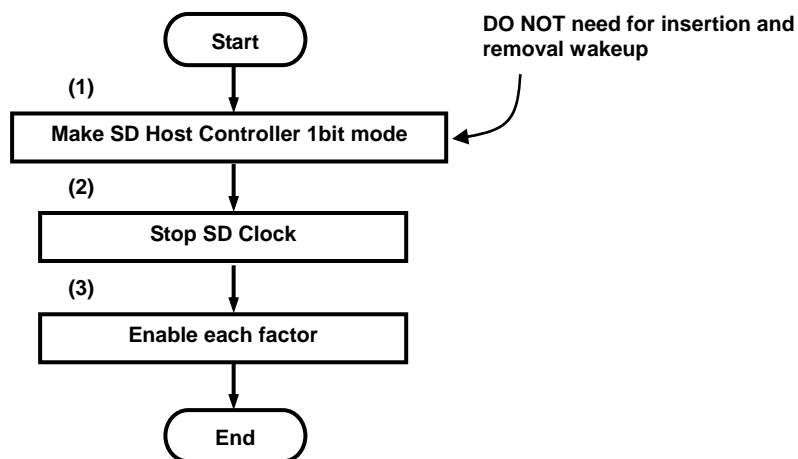 Start
DO NOT need for insertion and
removal wakeup
(1)
Make SD Host Controller 1bit mode
(2)
Stop SD Clock
(3)
Enable each factor
End